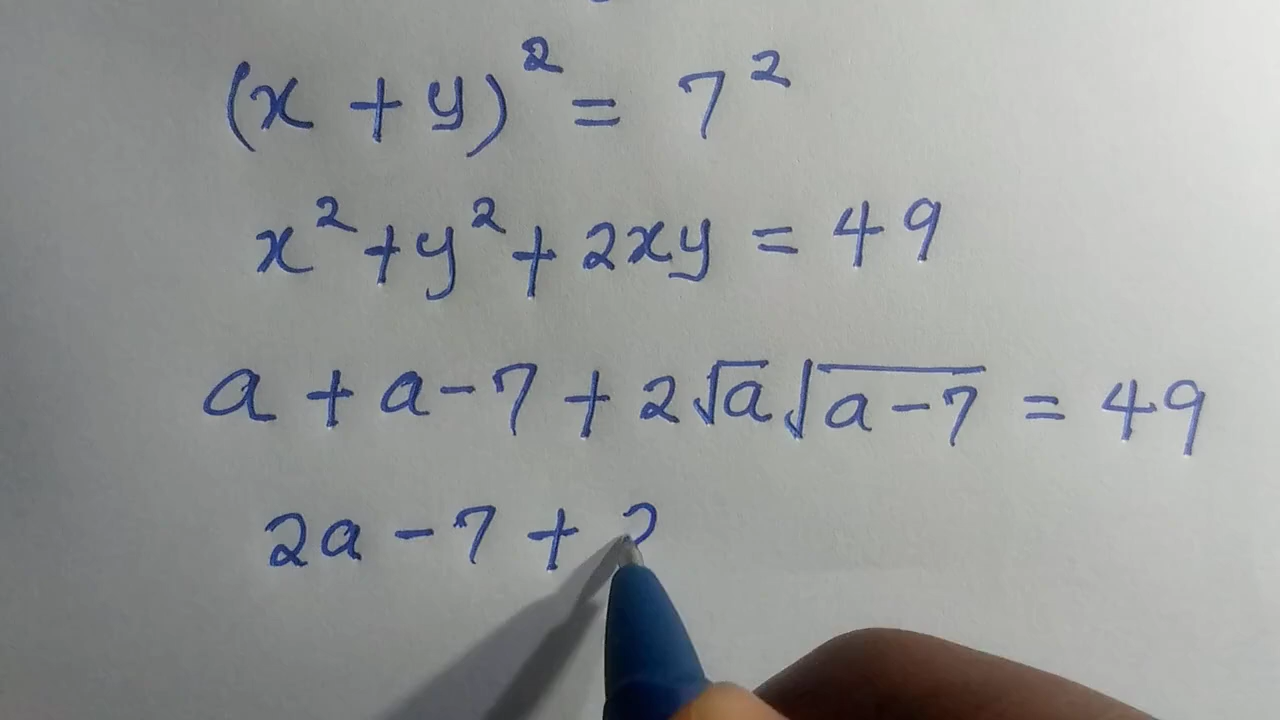 (x + y)² = 7²
x² + y² + 2xy = 49
a + a - 7 + 2√a√(a-7) = 49
2a - 7 + 2